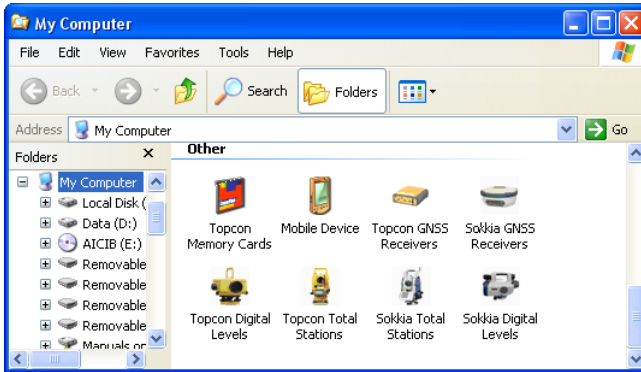 My Computer
File Edit View Favorites Tools Help
Back Search Folders
Address My Computer Go
Folders
My Computer
Local Disk (
Data (D:)
AICIB (E:)
Removable
Removable
Removable
Removable
Manuals or
Other
Topcon
Memory Cards
Mobile Device
Topcon GNSS
Receivers
Sokkia GNSS
Receivers
Topcon Digital
Levels
Topcon Total
Stations
Sokkia Total
Stations
Sokkia Digital
Levels